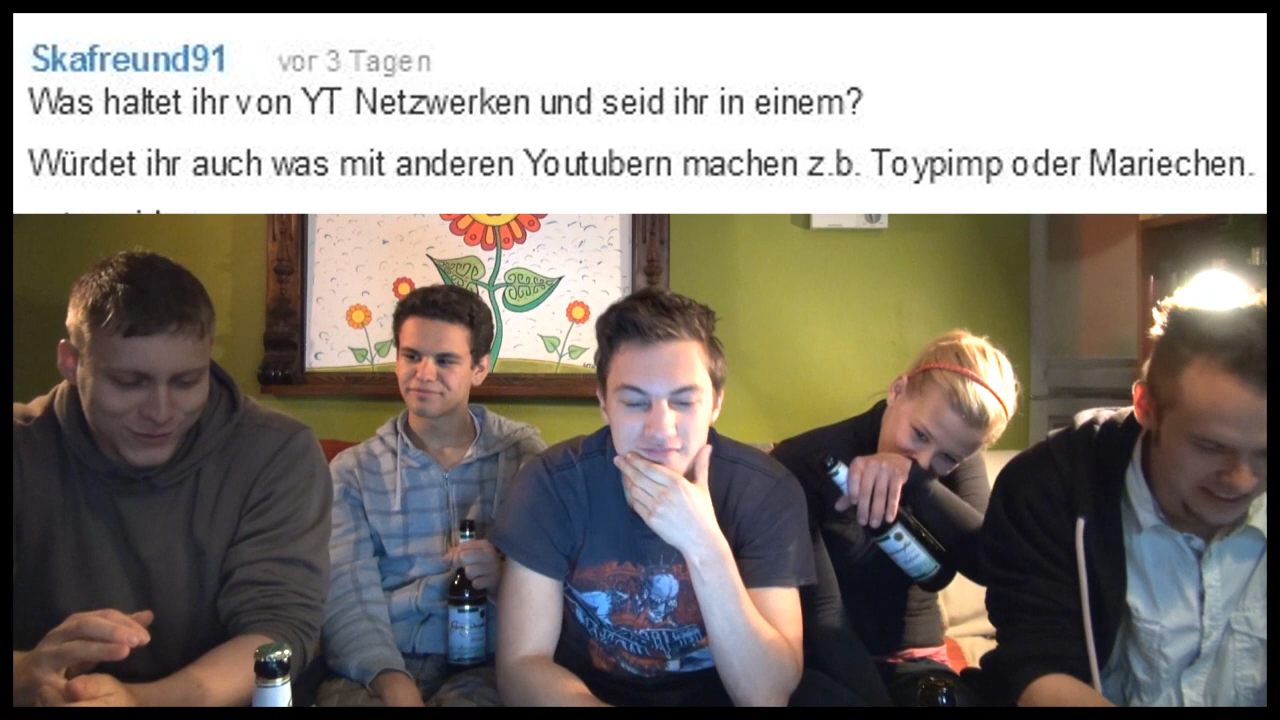 Skafreund91 vor 3 Tagen
Was haltet ihr von YT Netzwerken und seid ihr in einem?
Würdet ihr auch was mit anderen Youtubern machen z.b. Toypimp oder Mariechen.